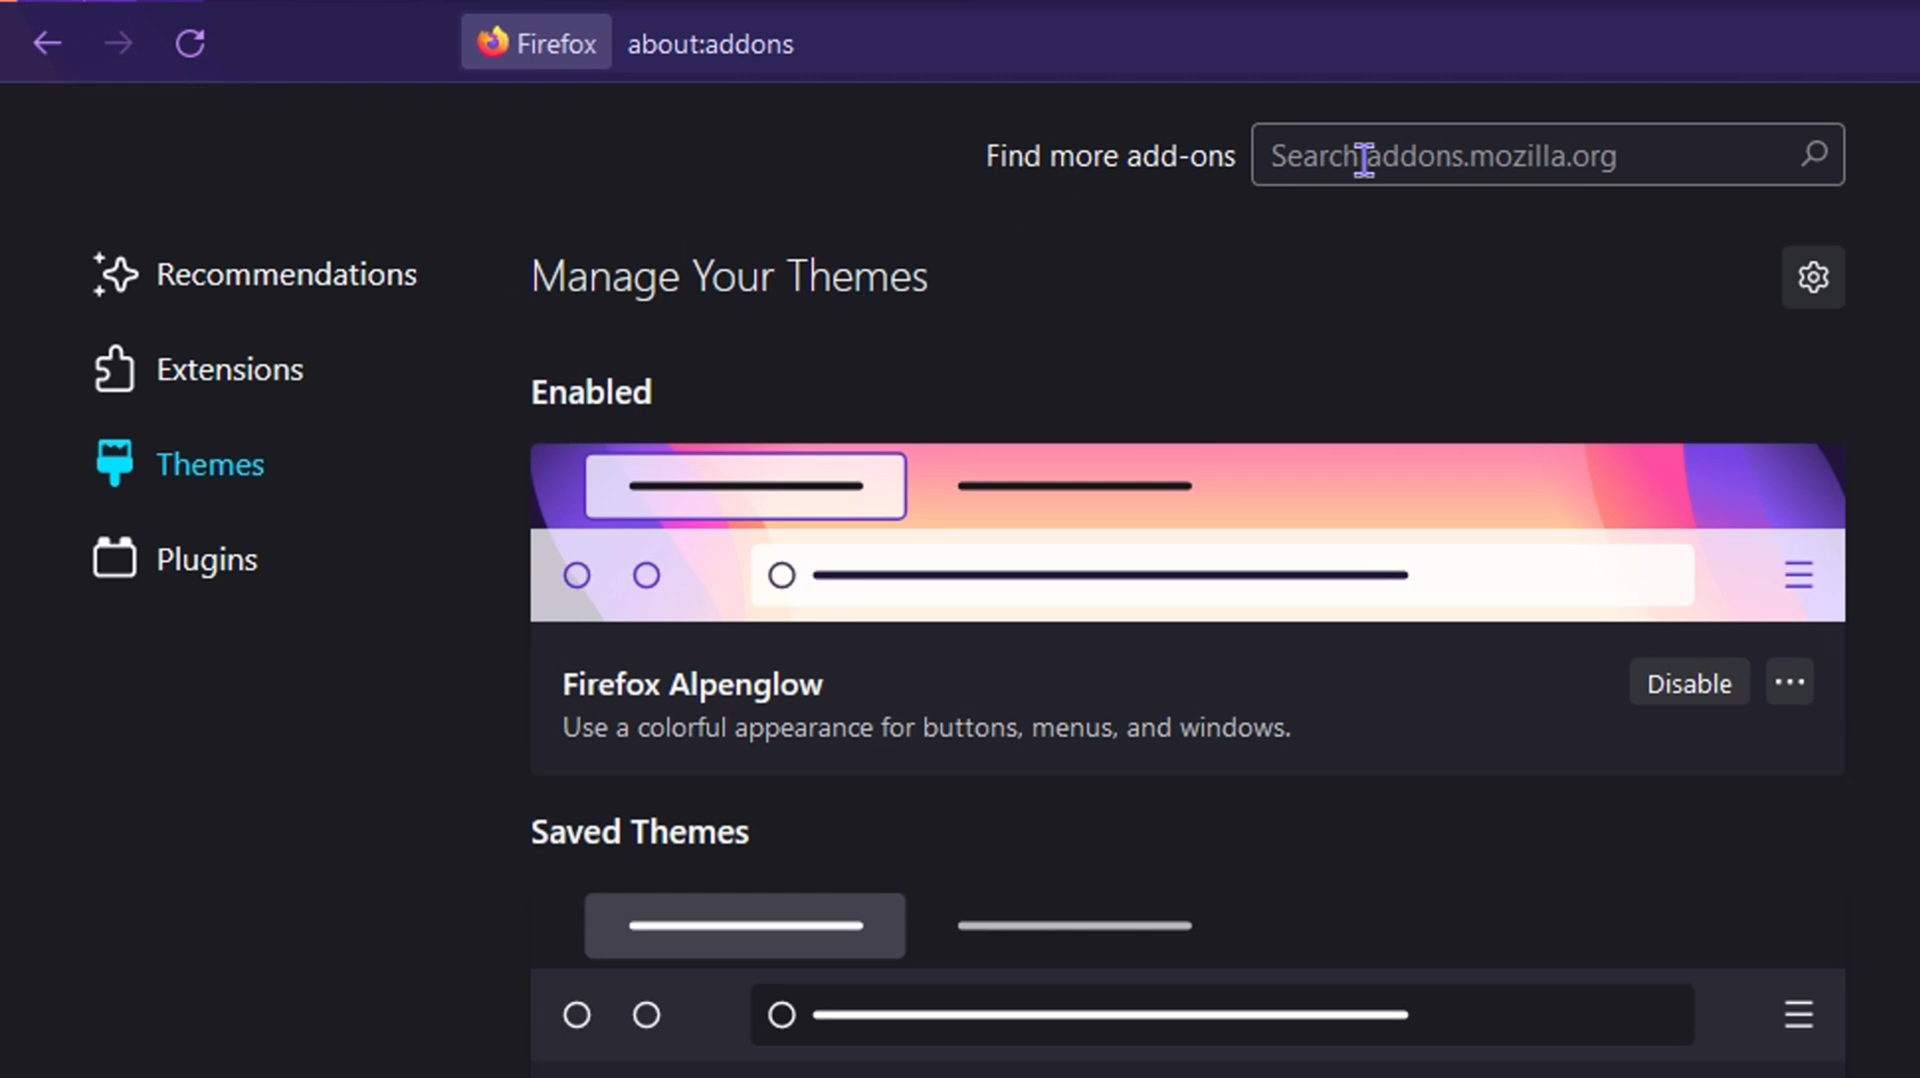 Firefox about:addons
Find more add-ons Search addons.mozilla.org
Recommendations
Extensions
Themes
Plugins
Manage Your Themes
Enabled
Firefox Alpenglow
Use a colorful appearance for buttons, menus, and windows.
Disable
Saved Themes